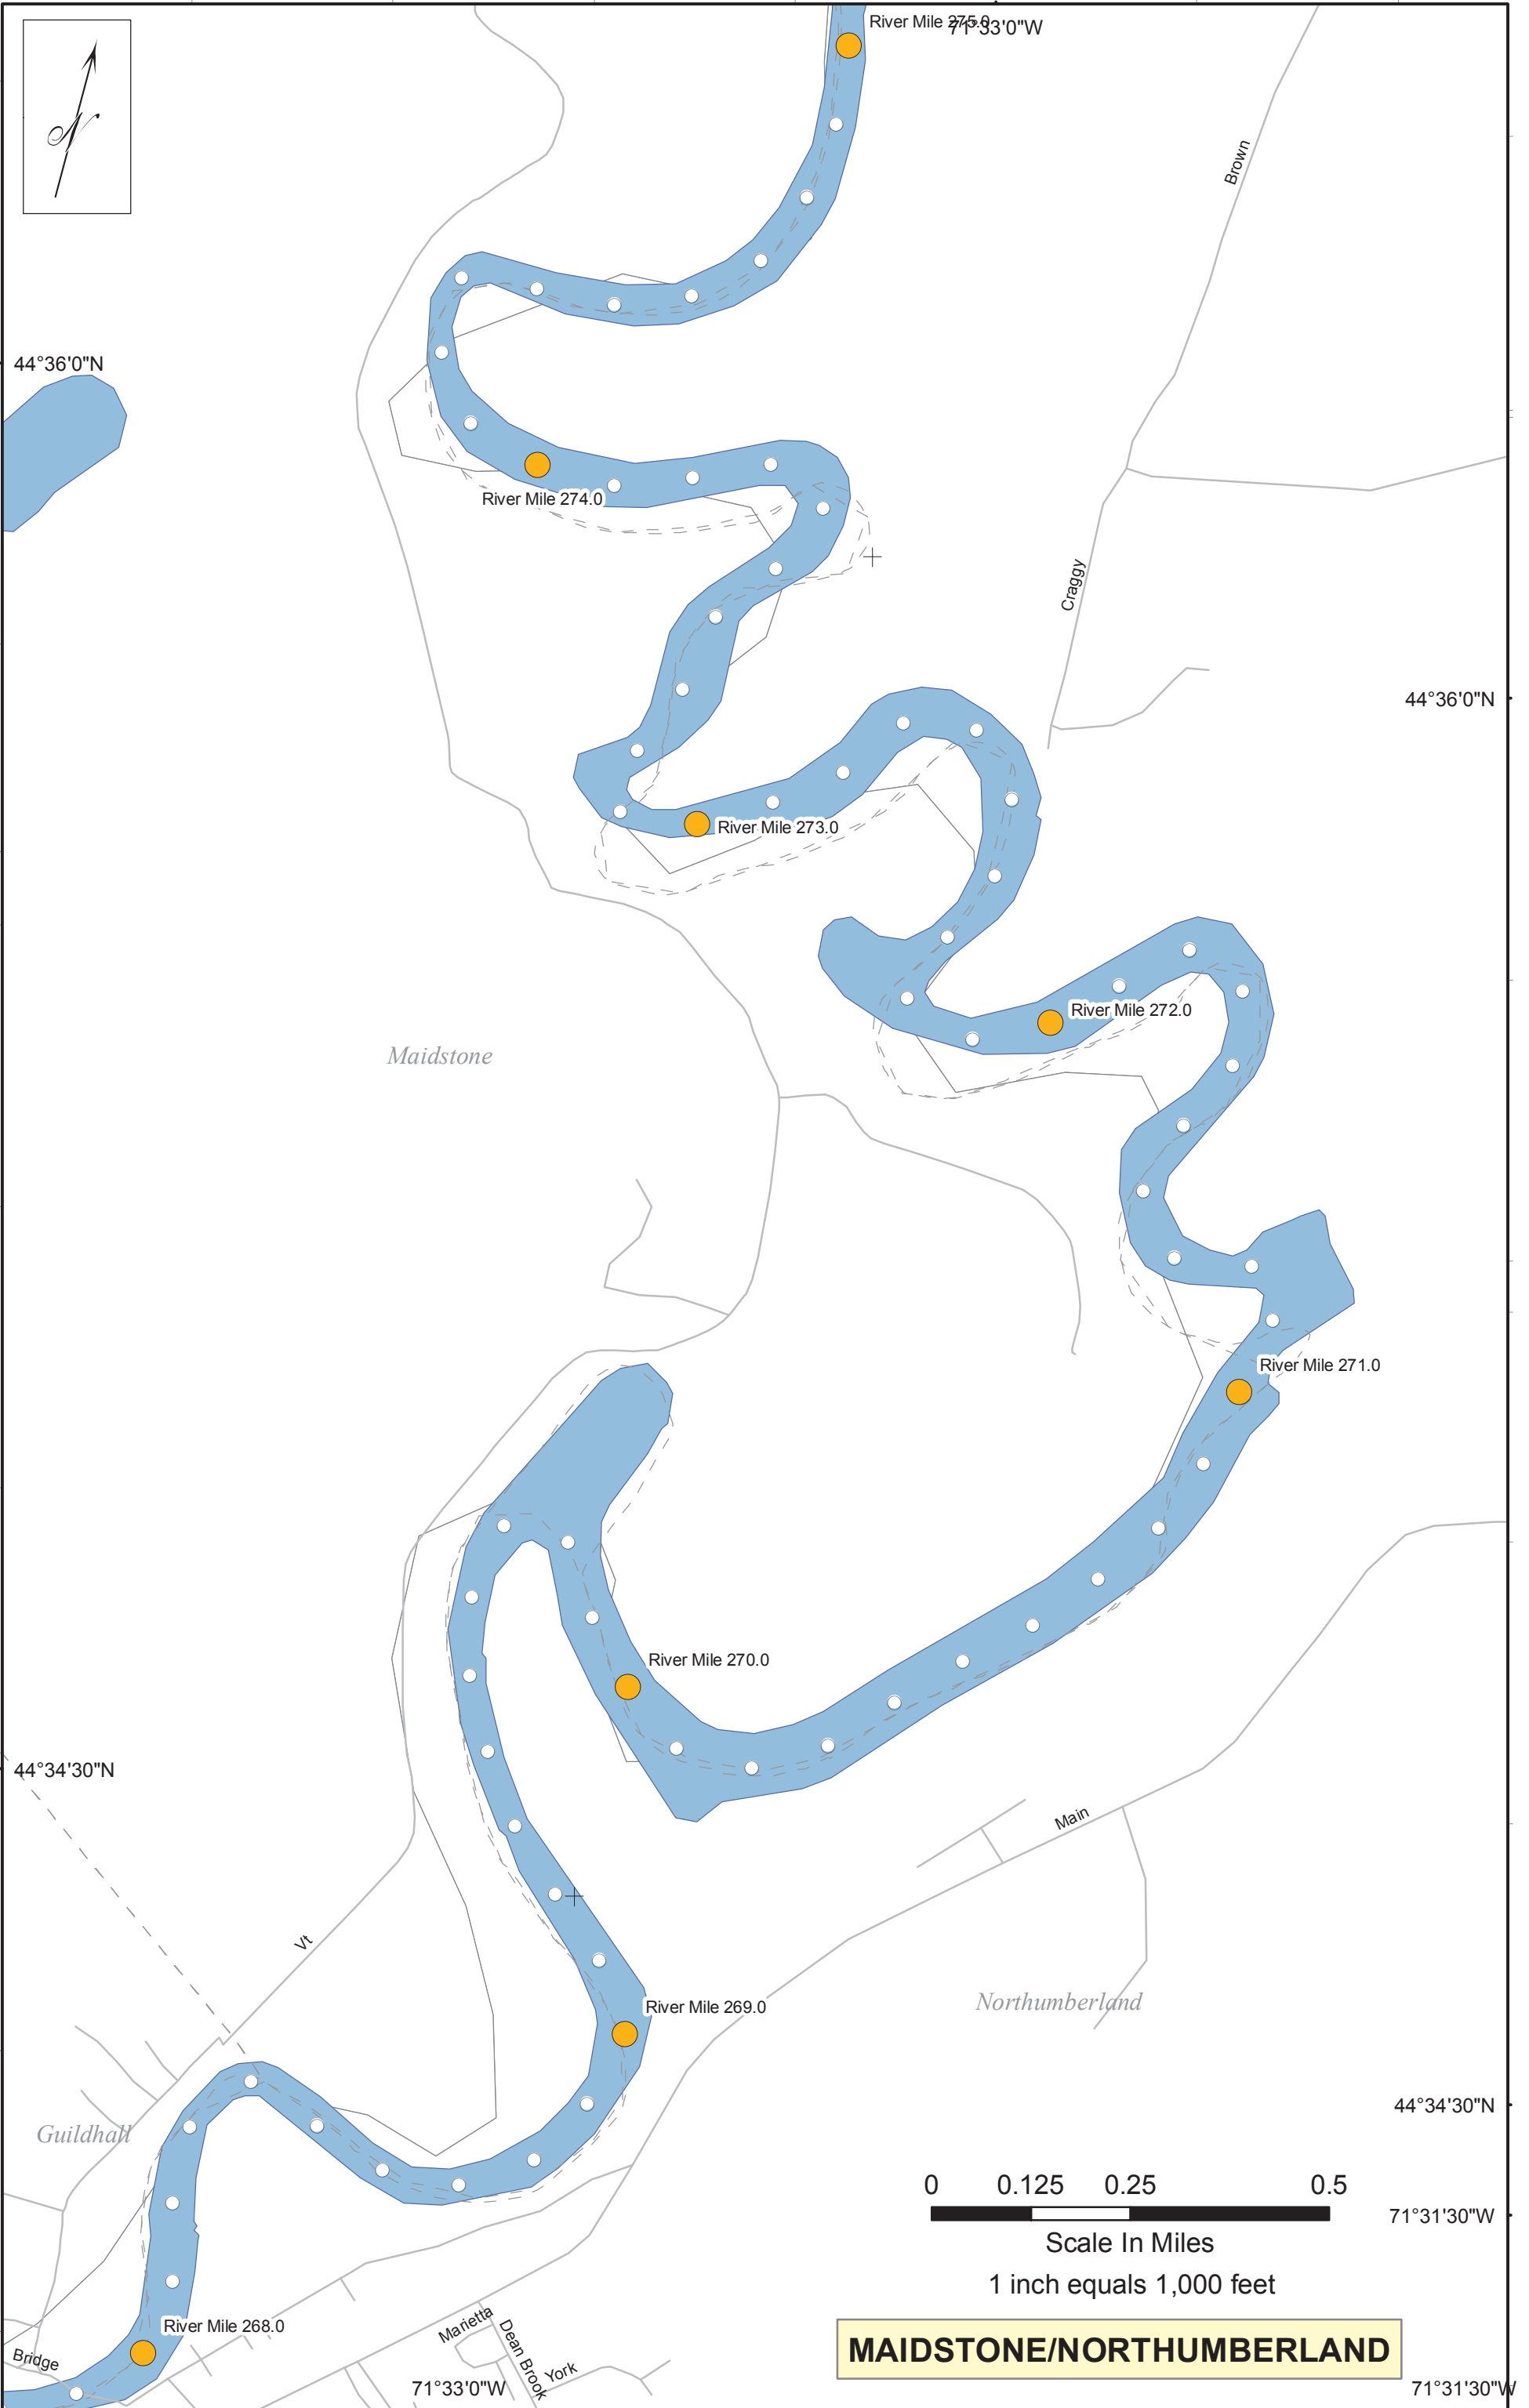 River Mile 275.0
71°33'0"W
N
Brown
44°36'0"N
River Mile 274.0
Craggy
44°36'0"N
River Mile 273.0
River Mile 272.0
Maidstone
River Mile 271.0
River Mile 270.0
44°34'30"N
Main
Vt
Northumberland
River Mile 269.0
44°34'30"N
Guildhall
0 0.125 0.25 0.5
71°31'30"W
Scale In Miles
1 inch equals 1,000 feet
River Mile 268.0
Marietta
Dean Brook
MAIDSTONE/NORTHUMBERLAND
Bridge
York
71°33'0"W
71°31'30"W